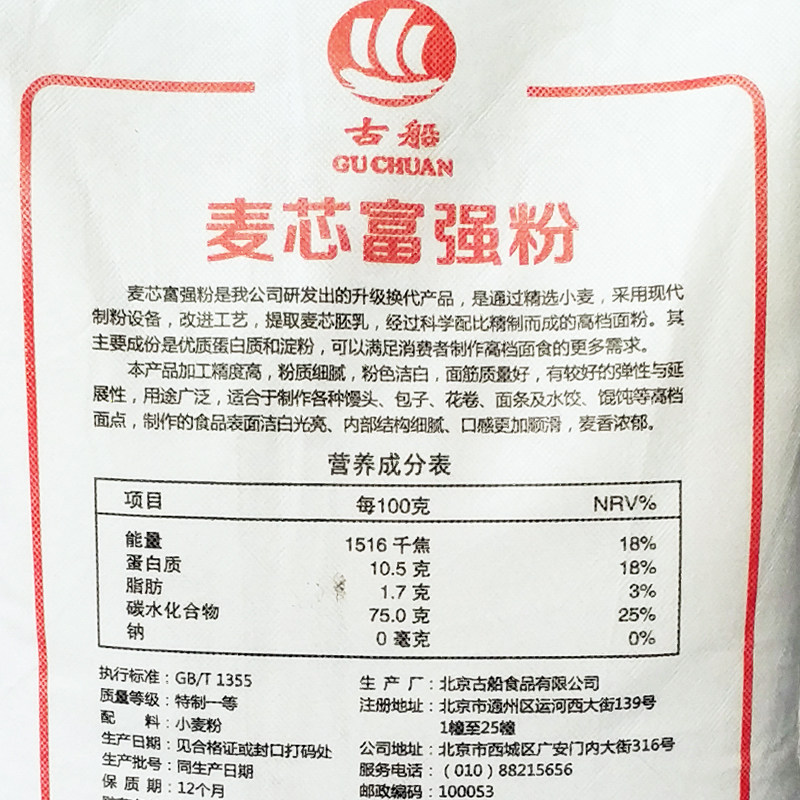 古船
GU CHUAN
麦芯富强粉
麦芯富强粉是我公司研发出的升级换代产品，是通过精选小麦，采用现代
制粉设备，改进工艺，提取麦芯胚乳，经过科学配比精制而成的高档面粉。其
主要成份是优质蛋白质和淀粉，可以满足消费者制作高档面食的更多需求。
本产品加工精度高，粉质细腻，粉色洁白，面筋质量好，有较好的弹性与延
展性，用途广泛，适合于制作各种馒头、包子、花卷、面条及水饺、馄饨等高档
面点，制作的食品表面洁白光亮、内部结构细腻、口感更加顺滑，麦香浓郁。
营养成分表
项目 每100克 NRV%
能量 1516 千焦 18%
蛋白质 10.5 克 18%
脂肪 1.7 克 3%
碳水化合物 75.0 克 25%
钠 0 毫克 0%
执行标准：GB/T 1355
质量等级：特制一等
配 料：小麦粉
生产日期：见合格证或封口打码处
生产批号：同生产日期
保 质 期：12个月
生 产 厂：北京古船食品有限公司
注册地址：北京市通州区运河西大街139号
1幢至25幢
公司地址：北京市西城区广安门内大街316号
服务电话：（010）88215656
邮政编码：100053